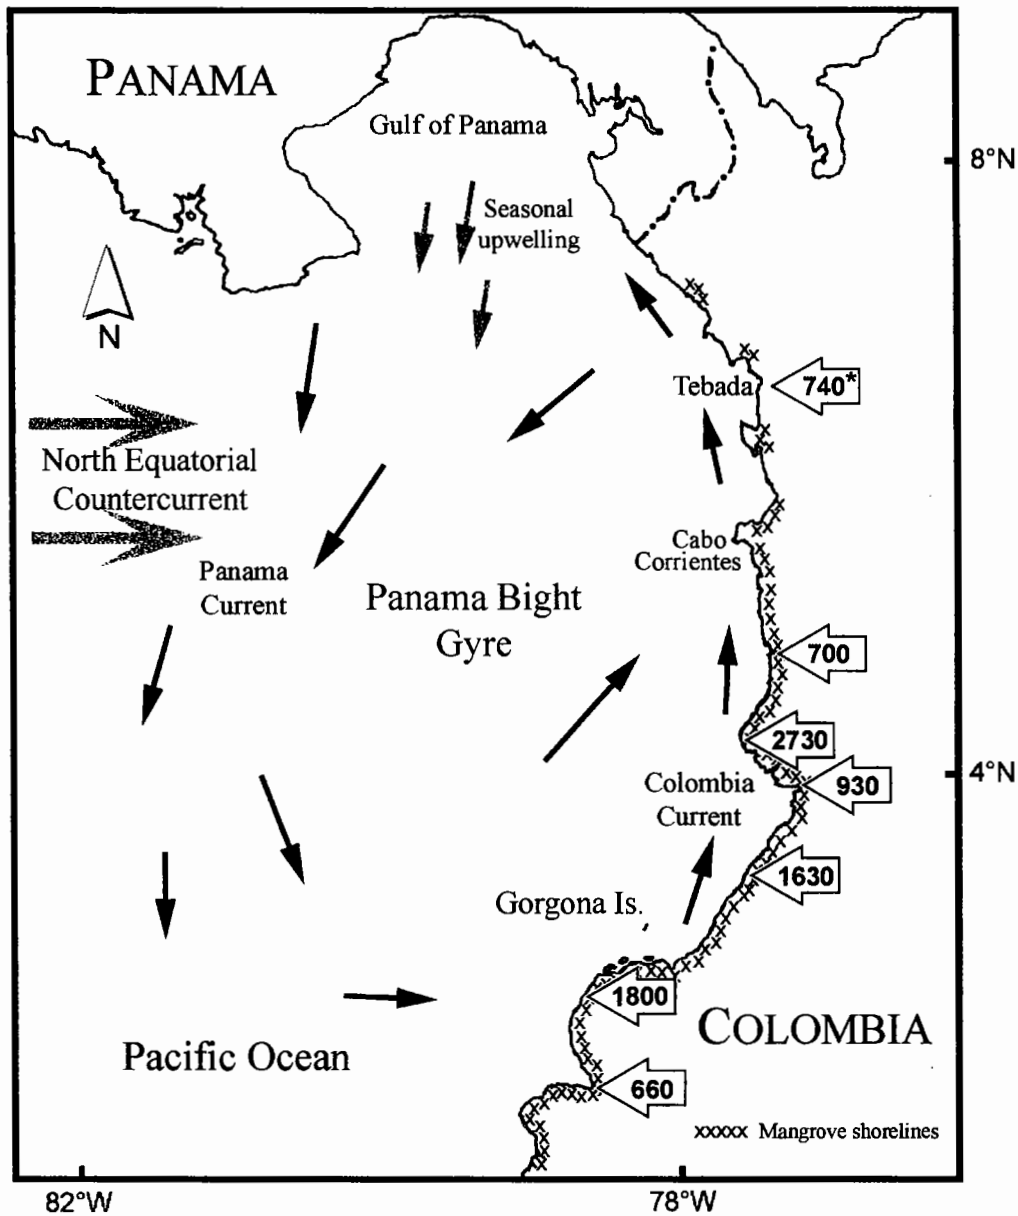 PANAMA
Gulf of Panama
8°N
Seasonal
upwelling
N
Tebada
740*
North Equatorial
Countercurrent
Cabo
Corrientes
Panama
Current
Panama Bight
Gyre
700
2730
4°N
930
Colombia
Current
1630
Gorgona Is.
1800
COLOMBIA
Pacific Ocean
660
xxxxx Mangrove shorelines
82°W
78°W